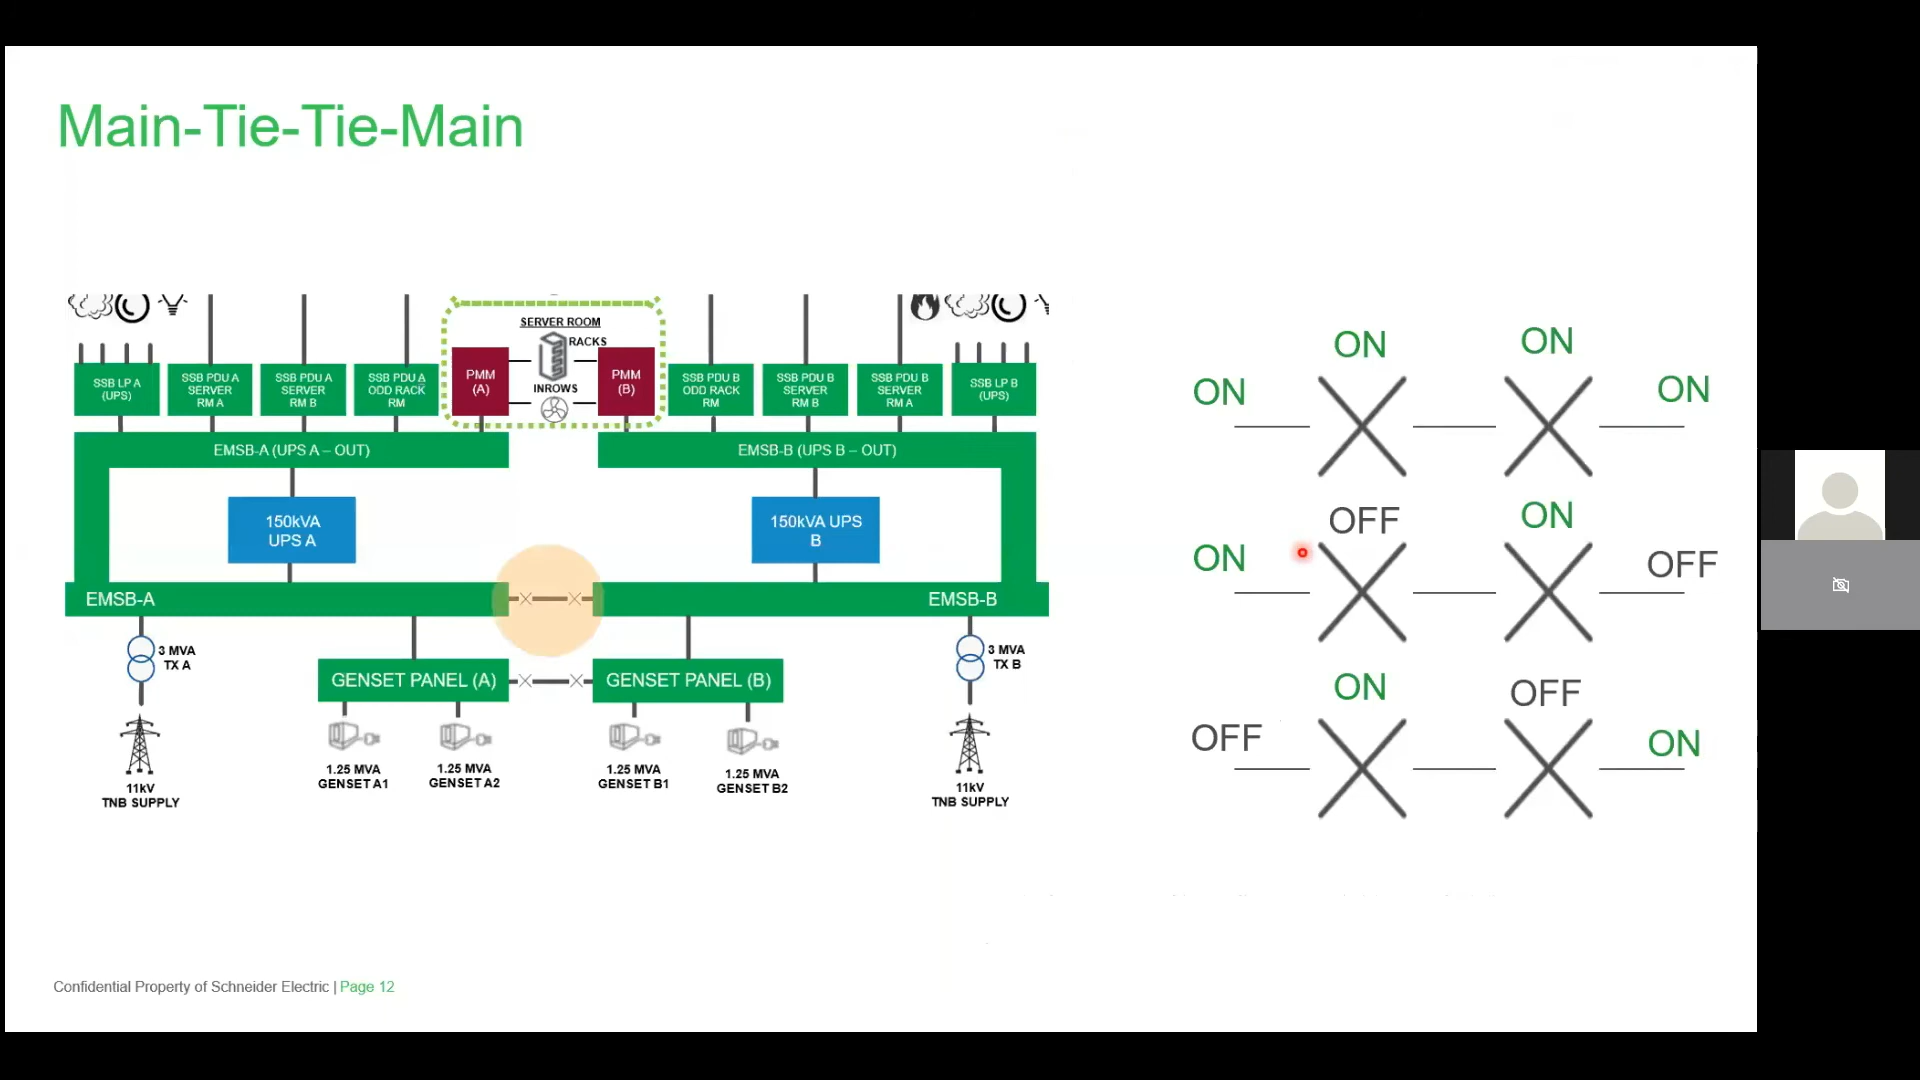 Main-Tie-Tie-Main
SERVER ROOM
RACKS
INROWS
SSB LP A
(UPS)
SSB PDU A
SERVER
RM A
SSB PDU A
SERVER
RM B
SSB PDU A
ODD RACK
RM
PMM
(A)
PMM
(B)
SSB PDU B
ODD RACK
RM
SSB PDU B
SERVER
RM B
SSB PDU B
SERVER
RM A
SSB LP B
(UPS)
EMSB-A (UPS A – OUT)
EMSB-B (UPS B – OUT)
150kVA
UPS A
150kVA UPS
B
EMSB-A
EMSB-B
3 MVA
TX A
GENSET PANEL (A)
GENSET PANEL (B)
3 MVA
TX B
11kV
TNB SUPPLY
1.25 MVA
GENSET A1
1.25 MVA
GENSET A2
1.25 MVA
GENSET B1
1.25 MVA
GENSET B2
11kV
TNB SUPPLY
ON
ON
ON
ON
ON
OFF
ON
OFF
OFF
ON
OFF
ON
Confidential Property of Schneider Electric | Page 12